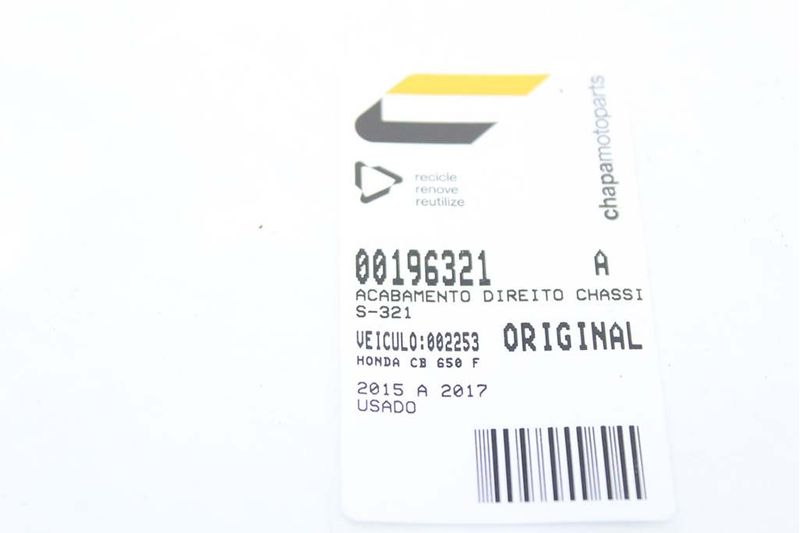 chapamotoparts
recicle
renove
reutilize
00196321 A
ACABAMENTO DIREITO CHASSI
S-321
VEICULO:002253 ORIGINAL
HONDA CB 650 F
2015 A 2017
USADO